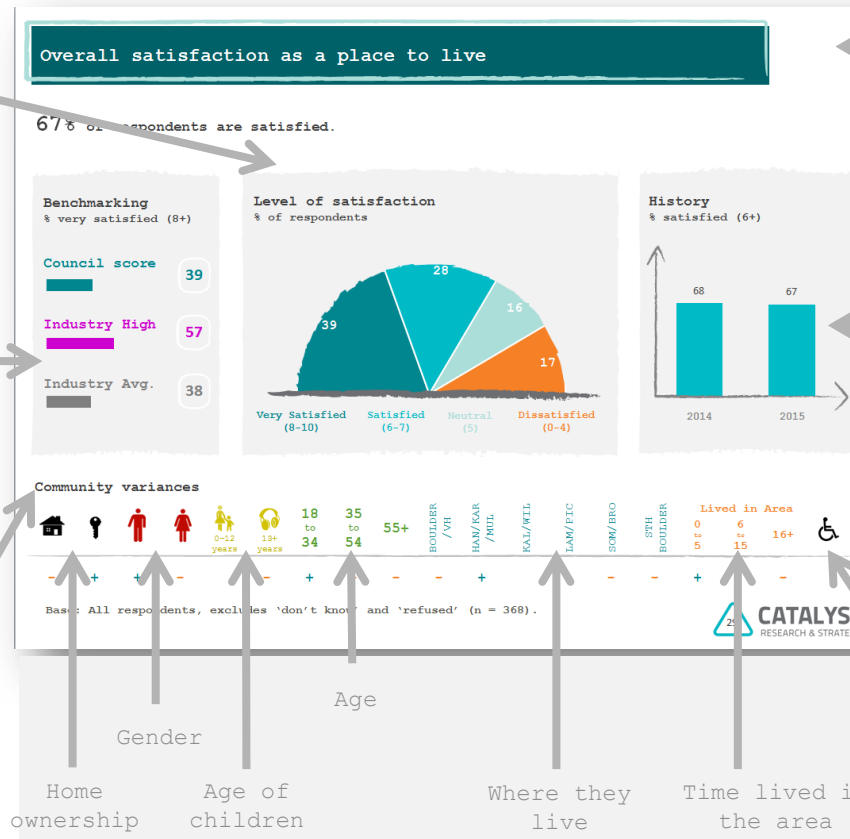 Overall satisfaction as a place to live
67% of respondents are satisfied.
Benchmarking
% very satisfied (8+)
Council score
39
Industry High
57
Industry Avg.
38
Level of satisfaction
% of respondents
39
28
16
17
Very Satisfied
(8-10)
Satisfied
(6-7)
Neutral
(5)
Dissatisfied
(0-4)
History
% satisfied (6+)
68
67
2014
2015
Community variances
0-12
years
13+
years
18
to
34
35
to
54
55+
BOULDER
/VH
HAN/KAR
/MUL
KAL/WIL
LAM/PIC
SOM/BRO
STH
BOULDER
Lived in Area
0
to
5
6
to
15
16+
- + + - - + - - - + - - + -
Base: All respondents, excludes 'don't know' and 'refused' (n = 368).
CATALYS
RESEARCH & STRATE
Age
Gender
Home
ownership
Age of
children
Where they
live
Time lived i
the area